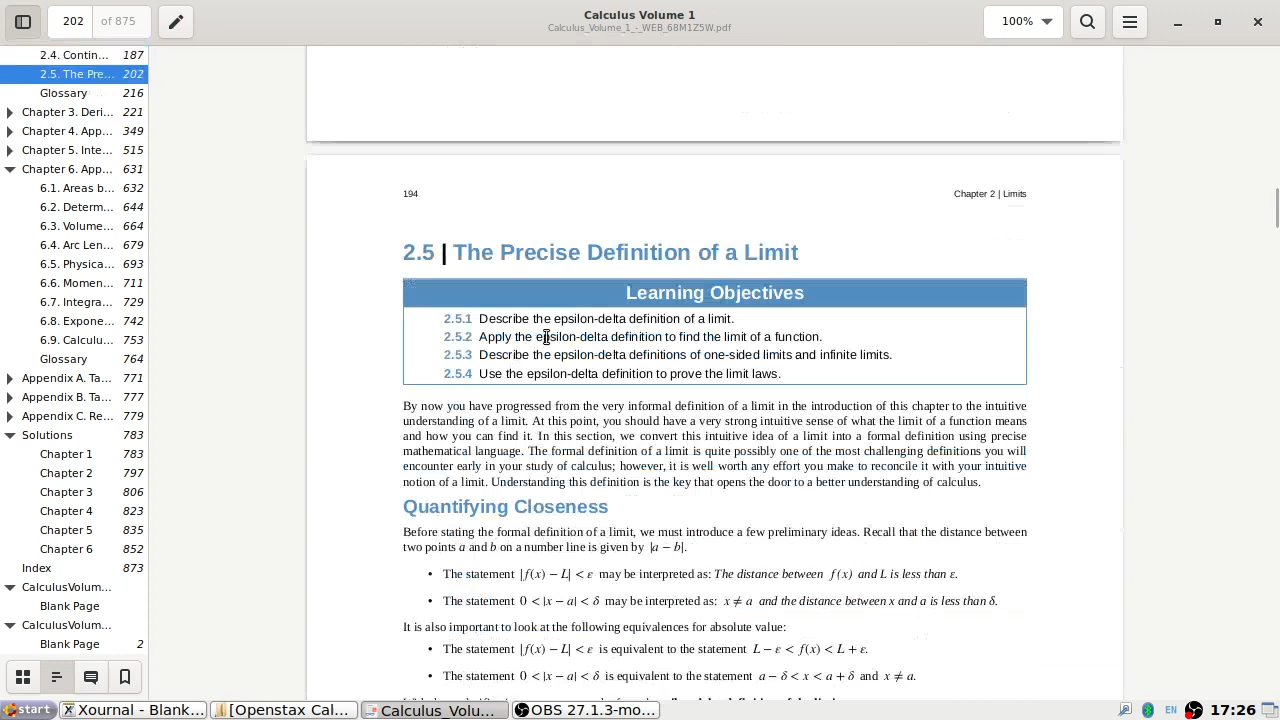 202
of 875
Calculus Volume 1
Calculus_Volume_1_-_WEB_68M1Z5W.pdf
100%
2.4. Contin... 187
2.5. The Pre... 202
Glossary 216
Chapter 3. Deri... 221
Chapter 4. App... 349
Chapter 5. Inte... 515
Chapter 6. App... 631
6.1. Areas b... 632
6.2. Determ... 644
6.3. Volume... 664
6.4. Arc Len... 679
6.5. Physica... 693
6.6. Momen... 711
6.7. Integra... 729
6.8. Expone... 742
6.9. Calculu... 753
Glossary 764
Appendix A. Ta... 771
Appendix B. Ta... 777
Appendix C. Re... 779
Solutions 783
Chapter 1 783
Chapter 2 797
Chapter 3 806
Chapter 4 823
Chapter 5 835
Chapter 6 852
Index 873
CalculusVolum...
Blank Page
CalculusVolum...
Blank Page 2
194
Chapter 2 | Limits
2.5 | The Precise Definition of a Limit
Learning Objectives
2.5.1 Describe the epsilon-delta definition of a limit.
2.5.2 Apply the epsilon-delta definition to find the limit of a function.
2.5.3 Describe the epsilon-delta definitions of one-sided limits and infinite limits.
2.5.4 Use the epsilon-delta definition to prove the limit laws.
By now you have progressed from the very informal definition of a limit in the introduction of this chapter to the intuitive
understanding of a limit. At this point, you should have a very strong intuitive sense of what the limit of a function means
and how you can find it. In this section, we convert this intuitive idea of a limit into a formal definition using precise
mathematical language. The formal definition of a limit is quite possibly one of the most challenging definitions you will
encounter early in your study of calculus; however, it is well worth any effort you make to reconcile it with your intuitive
notion of a limit. Understanding this definition is the key that opens the door to a better understanding of calculus.
Quantifying Closeness
Before stating the formal definition of a limit, we must introduce a few preliminary ideas. Recall that the distance between
two points a and b on a number line is given by |a − b|.
• The statement |f(x) − L| < ε may be interpreted as: The distance between f(x) and L is less than ε.
• The statement 0 < |x − a| < δ may be interpreted as: x ≠ a and the distance between x and a is less than δ.
It is also important to look at the following equivalences for absolute value:
• The statement |f(x) − L| < ε is equivalent to the statement L − ε < f(x) < L + ε.
• The statement 0 < |x − a| < δ is equivalent to the statement a − δ < x < a + δ and x ≠ a.
start
Xournal - Blank...
[Openstax Cal...
Calculus_Volu...
OBS 27.1.3-mo...
EN
17:26